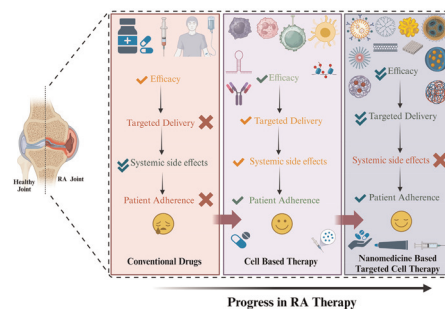 Healthy
Joint
RA Joint
Efficacy
Targeted Delivery
Systemic side effects
Patient Adherence
Conventional Drugs
Efficacy
Targeted Delivery
Systemic side effects
Patient Adherence
Cell Based Therapy
Efficacy
Targeted Delivery
Systemic side effects
Patient Adherence
Nanomedicine Based
Targeted Cell Therapy
Progress in RA Therapy